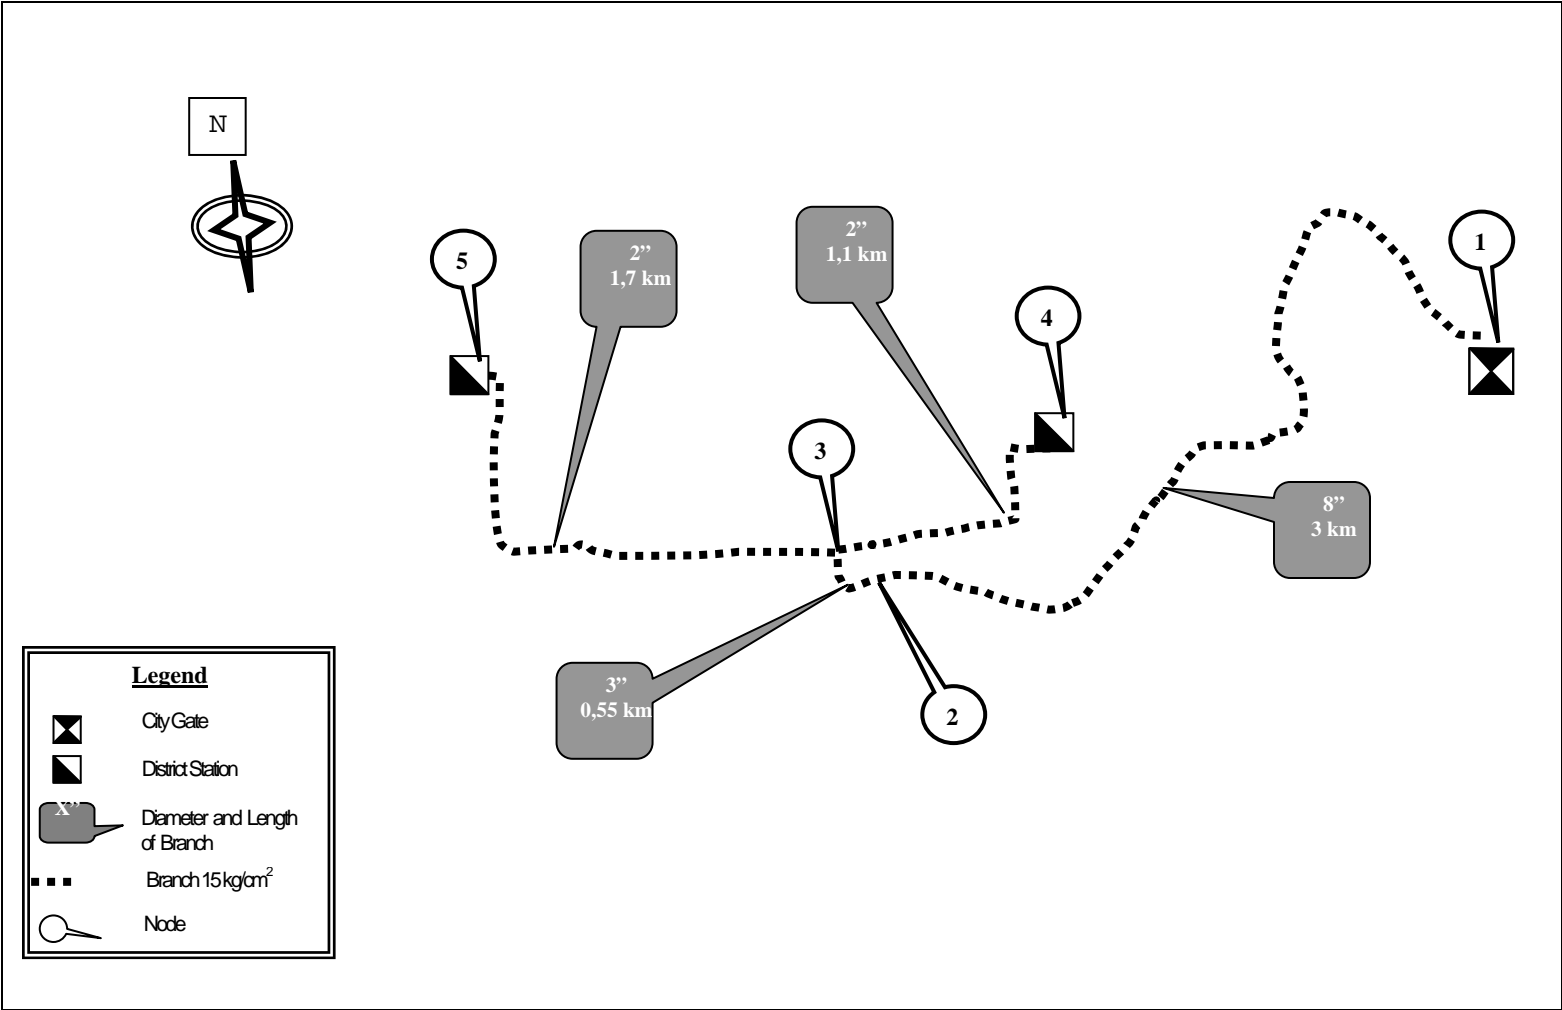 N
1
2”
1,1 km
5
2”
1,7 km
4
3
8”
3 km
3”
0,55 km
2
Legend
City Gate
District Station
X”
Diameter and Length
of Branch
Branch 15 kg/cm²
Node